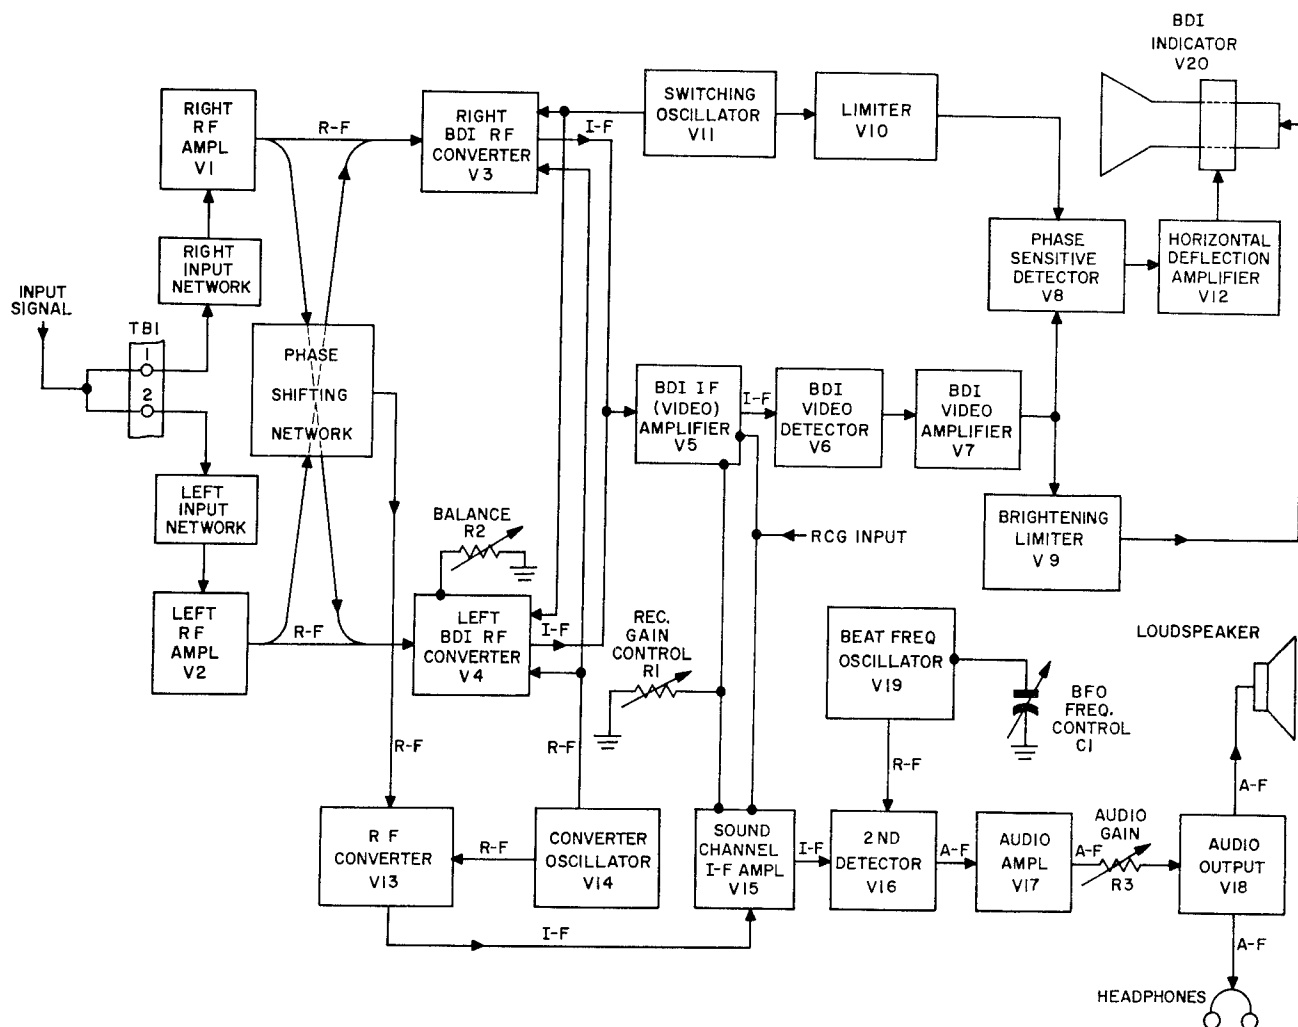 BDI
INDICATOR
V20
RIGHT
RF
AMPL
V1
R-F
RIGHT
BDI RF
CONVERTER
V3
I-F
SWITCHING
OSCILLATOR
V11
LIMITER
V10
RIGHT
INPUT
NETWORK
PHASE
SENSITIVE
DETECTOR
V8
HORIZONTAL
DEFLECTION
AMPLIFIER
V12
INPUT
SIGNAL
TB1
1
2
PHASE
SHIFTING
NETWORK
BDI IF
(VIDEO)
AMPLIFIER
V5
I-F
BDI
VIDEO
DETECTOR
V6
BDI
VIDEO
AMPLIFIER
V7
LEFT
INPUT
NETWORK
BALANCE
R2
RCG INPUT
BRIGHTENING
LIMITER
V9
LEFT
RF
AMPL
V2
R-F
LEFT
BDI RF
CONVERTER
V4
I-F
REC.
GAIN
CONTROL
R1
BEAT FREQ
OSCILLATOR
V19
BFO
FREQ.
CONTROL
C1
LOUDSPEAKER
R-F
R-F
R-F
A-F
RF
CONVERTER
V13
R-F
CONVERTER
OSCILLATOR
V14
SOUND
CHANNEL
I-F AMPL
V15
I-F
2ND
DETECTOR
V16
A-F
AUDIO
AMPL
V17
A-F
AUDIO
GAIN
R3
AUDIO
OUTPUT
V18
I-F
A-F
HEADPHONES